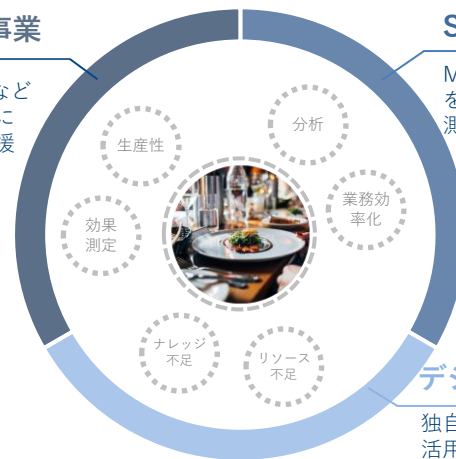 事業
など
に
援
S
M
を
測
分析
生産性
業務効
率化
効果
測定
ナレッジ
不足
リソース
不足
デジ
独自
活用